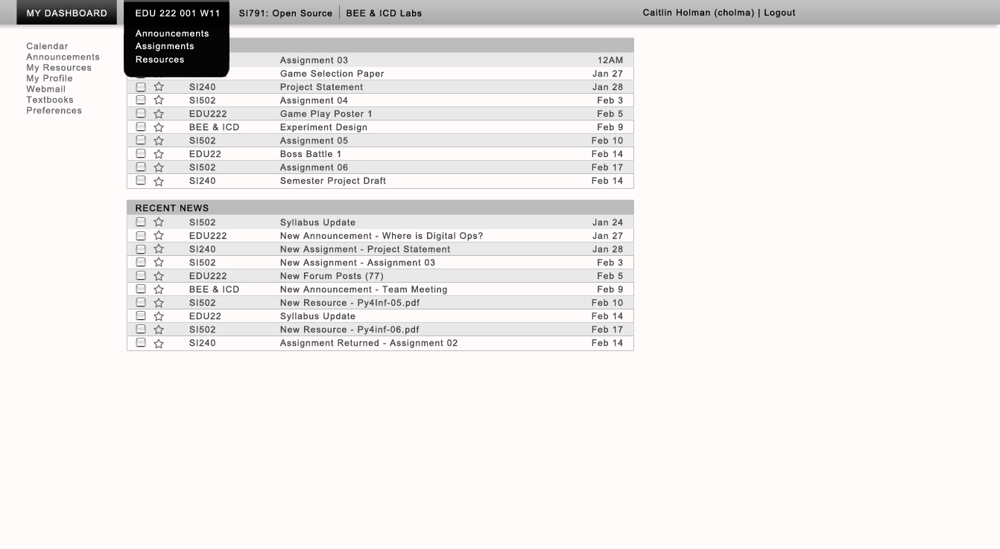 MY DASHBOARD EDU 222 001 W11 SI791: Open Source BEE & ICD Labs Caitlin Holman (cholma) | Logout
Announcements
Assignments
Resources
Calendar
Announcements
My Resources
My Profile
Webmail
Textbooks
Preferences
Assignment 03 12AM
Game Selection Paper Jan 27
SI240 Project Statement Jan 28
SI502 Assignment 04 Feb 3
EDU222 Game Play Poster 1 Feb 5
BEE & ICD Experiment Design Feb 9
SI502 Assignment 05 Feb 10
EDU22 Boss Battle 1 Feb 14
SI502 Assignment 06 Feb 17
SI240 Semester Project Draft Feb 14
RECENT NEWS
SI502 Syllabus Update Jan 24
EDU222 New Announcement - Where is Digital Ops? Jan 27
SI240 New Assignment - Project Statement Jan 28
SI502 New Assignment - Assignment 03 Feb 3
EDU222 New Forum Posts (77) Feb 5
BEE & ICD New Announcement - Team Meeting Feb 9
SI502 New Resource - Py4Inf-05.pdf Feb 10
EDU22 Syllabus Update Feb 14
SI502 New Resource - Py4inf-06.pdf Feb 17
SI240 Assignment Returned - Assignment 02 Feb 14